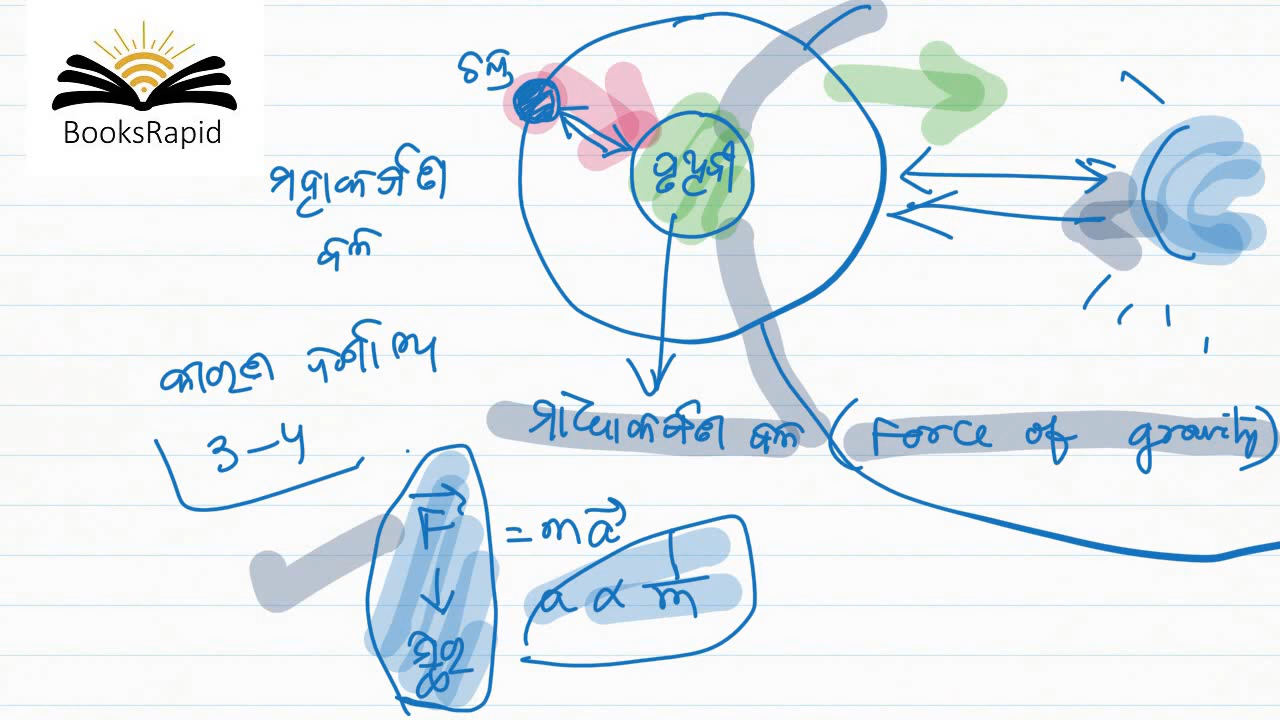 BooksRapid
ଚନ୍ଦ୍ର
ପୃଥିବୀ
ମହାକର୍ଷଣ
ବଳ
କାରଣ ଦର୍ଶାଅ
3-4
ମାଧ୍ୟାକର୍ଷଣ ବଳ (Force of gravity)
F⃗ = ma⃗
↓
ସ୍ଥିର
a ∝ 1/m